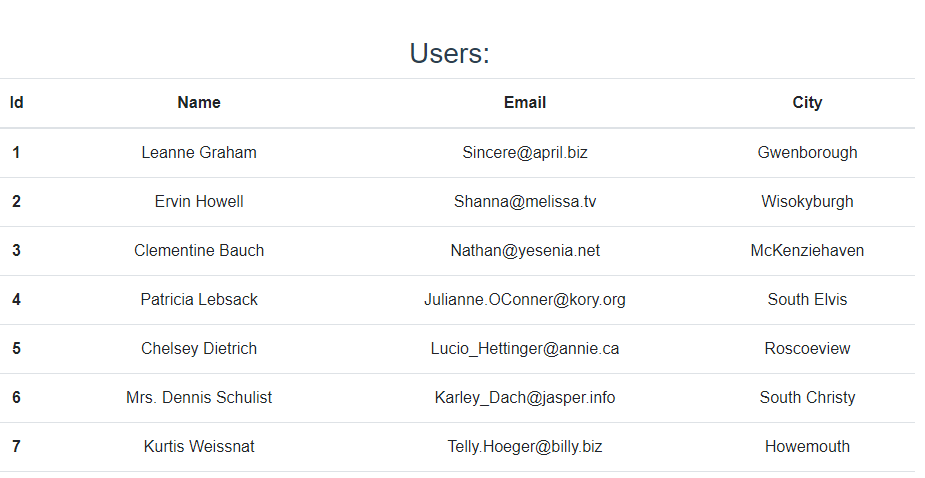 Users:
Id Name Email City
1 Leanne Graham Sincere@april.biz Gwenborough
2 Ervin Howell Shanna@melissa.tv Wisokyburgh
3 Clementine Bauch Nathan@yesenia.net McKenziehaven
4 Patricia Lebsack Julianne.OConner@kory.org South Elvis
5 Chelsey Dietrich Lucio_Hettinger@annie.ca Roscoeview
6 Mrs. Dennis Schulist Karley_Dach@jasper.info South Christy
7 Kurtis Weissnat Telly.Hoeger@billy.biz Howemouth